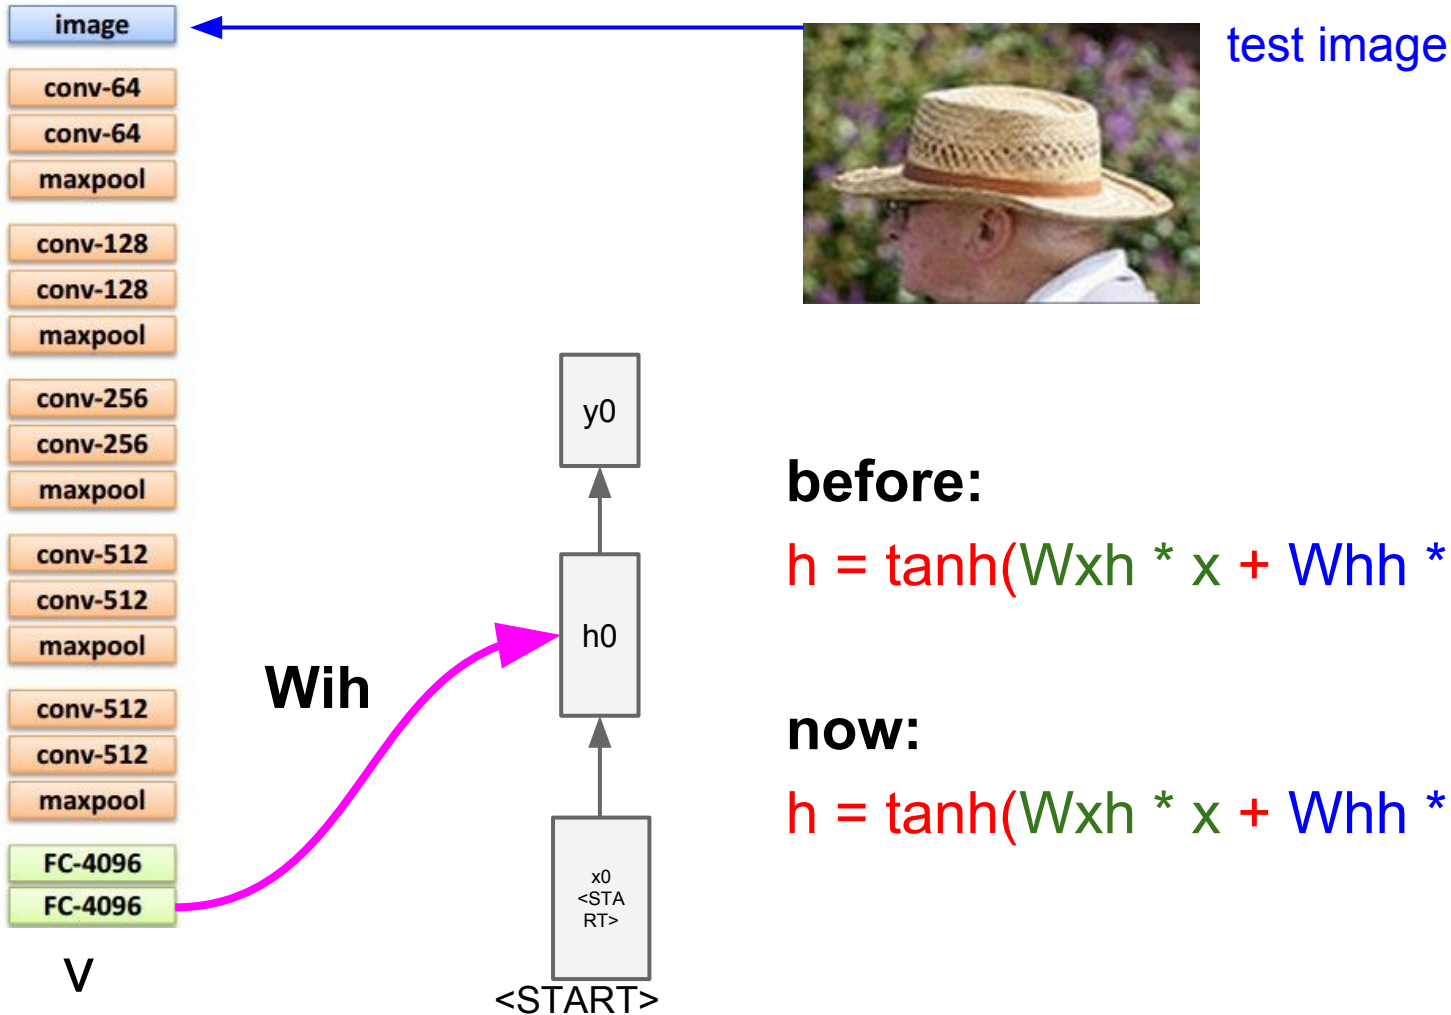 image
conv-64
conv-64
maxpool
conv-128
conv-128
maxpool
conv-256
conv-256
maxpool
conv-512
conv-512
maxpool
conv-512
conv-512
maxpool
FC-4096
FC-4096
v
Wih
y0
h0
x0
<STA
RT>
<START>
test image
before:
h = tanh(Wxh * x + Whh *
now:
h = tanh(Wxh * x + Whh *